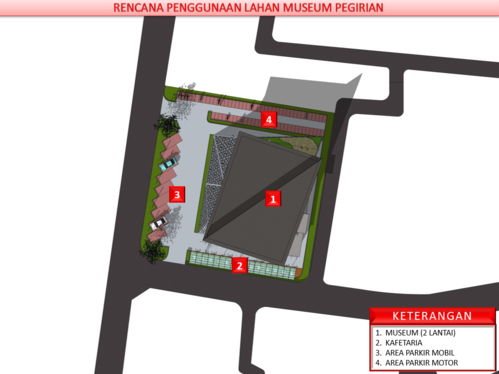 RENCANA PENGGUNAAN LAHAN MUSEUM PEGIRIAN
4
1
3
2
KETERANGAN
1. MUSEUM (2 LANTAI)
2. KAFETARIA
3. AREA PARKIR MOBIL
4. AREA PARKIR MOTOR